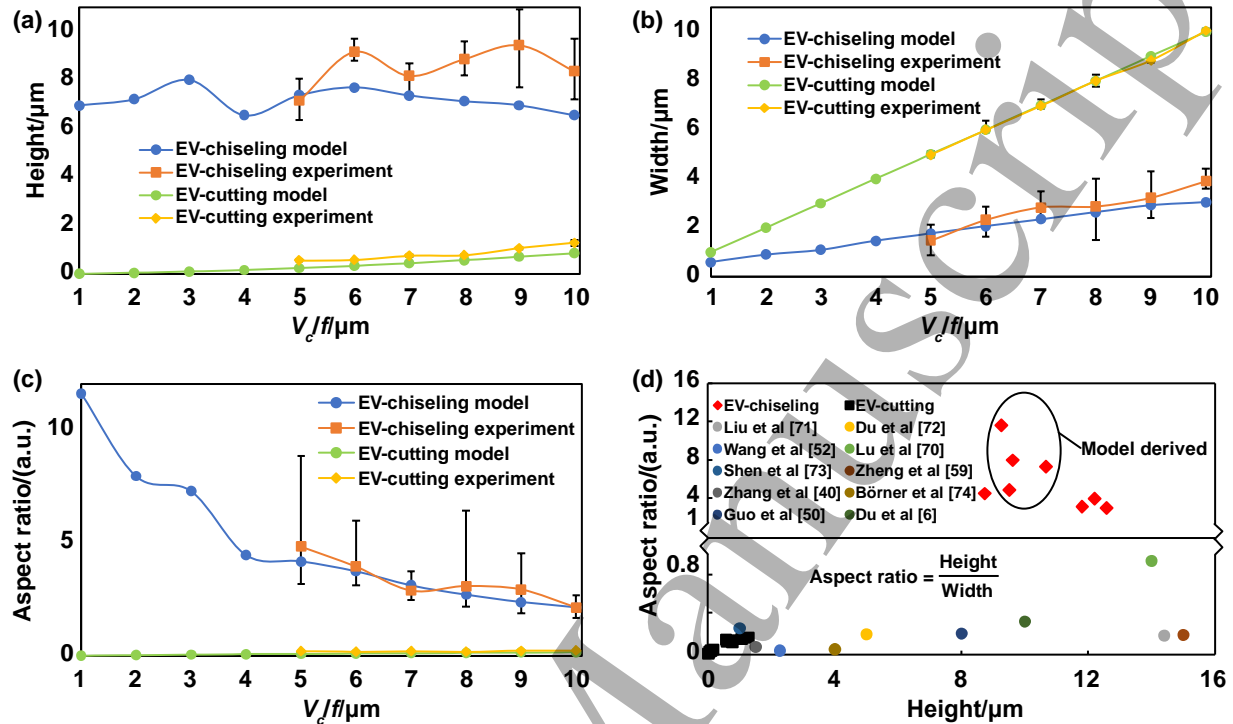 (a)
10
8
6
4
2
0
Height/μm
EV-chiseling model
EV-chiseling experiment
EV-cutting model
EV-cutting experiment
1 2 3 4 5 6 7 8 9 10
Vc/f/μm
(b)
10
8
6
4
2
0
Width/μm
EV-chiseling model
EV-chiseling experiment
EV-cutting model
EV-cutting experiment
1 2 3 4 5 6 7 8 9 10
Vc/f/μm
(c)
10
5
0
Aspect ratio/(a.u.)
EV-chiseling model
EV-chiseling experiment
EV-cutting model
EV-cutting experiment
1 2 3 4 5 6 7 8 9 10
Vc/f/μm
(d)
16
12
8
4
1
0.8
0
Aspect ratio/(a.u.)
EV-chiseling EV-cutting
Liu et al [71] Du et al [72]
Wang et al [52] Lu et al [70]
Shen et al [73] Zheng et al [59]
Zhang et al [40] Börner et al [74]
Guo et al [50] Du et al [6]
Model derived
Aspect ratio = Height
Width
0 4 8 12 16
Height/μm
Manuscrip